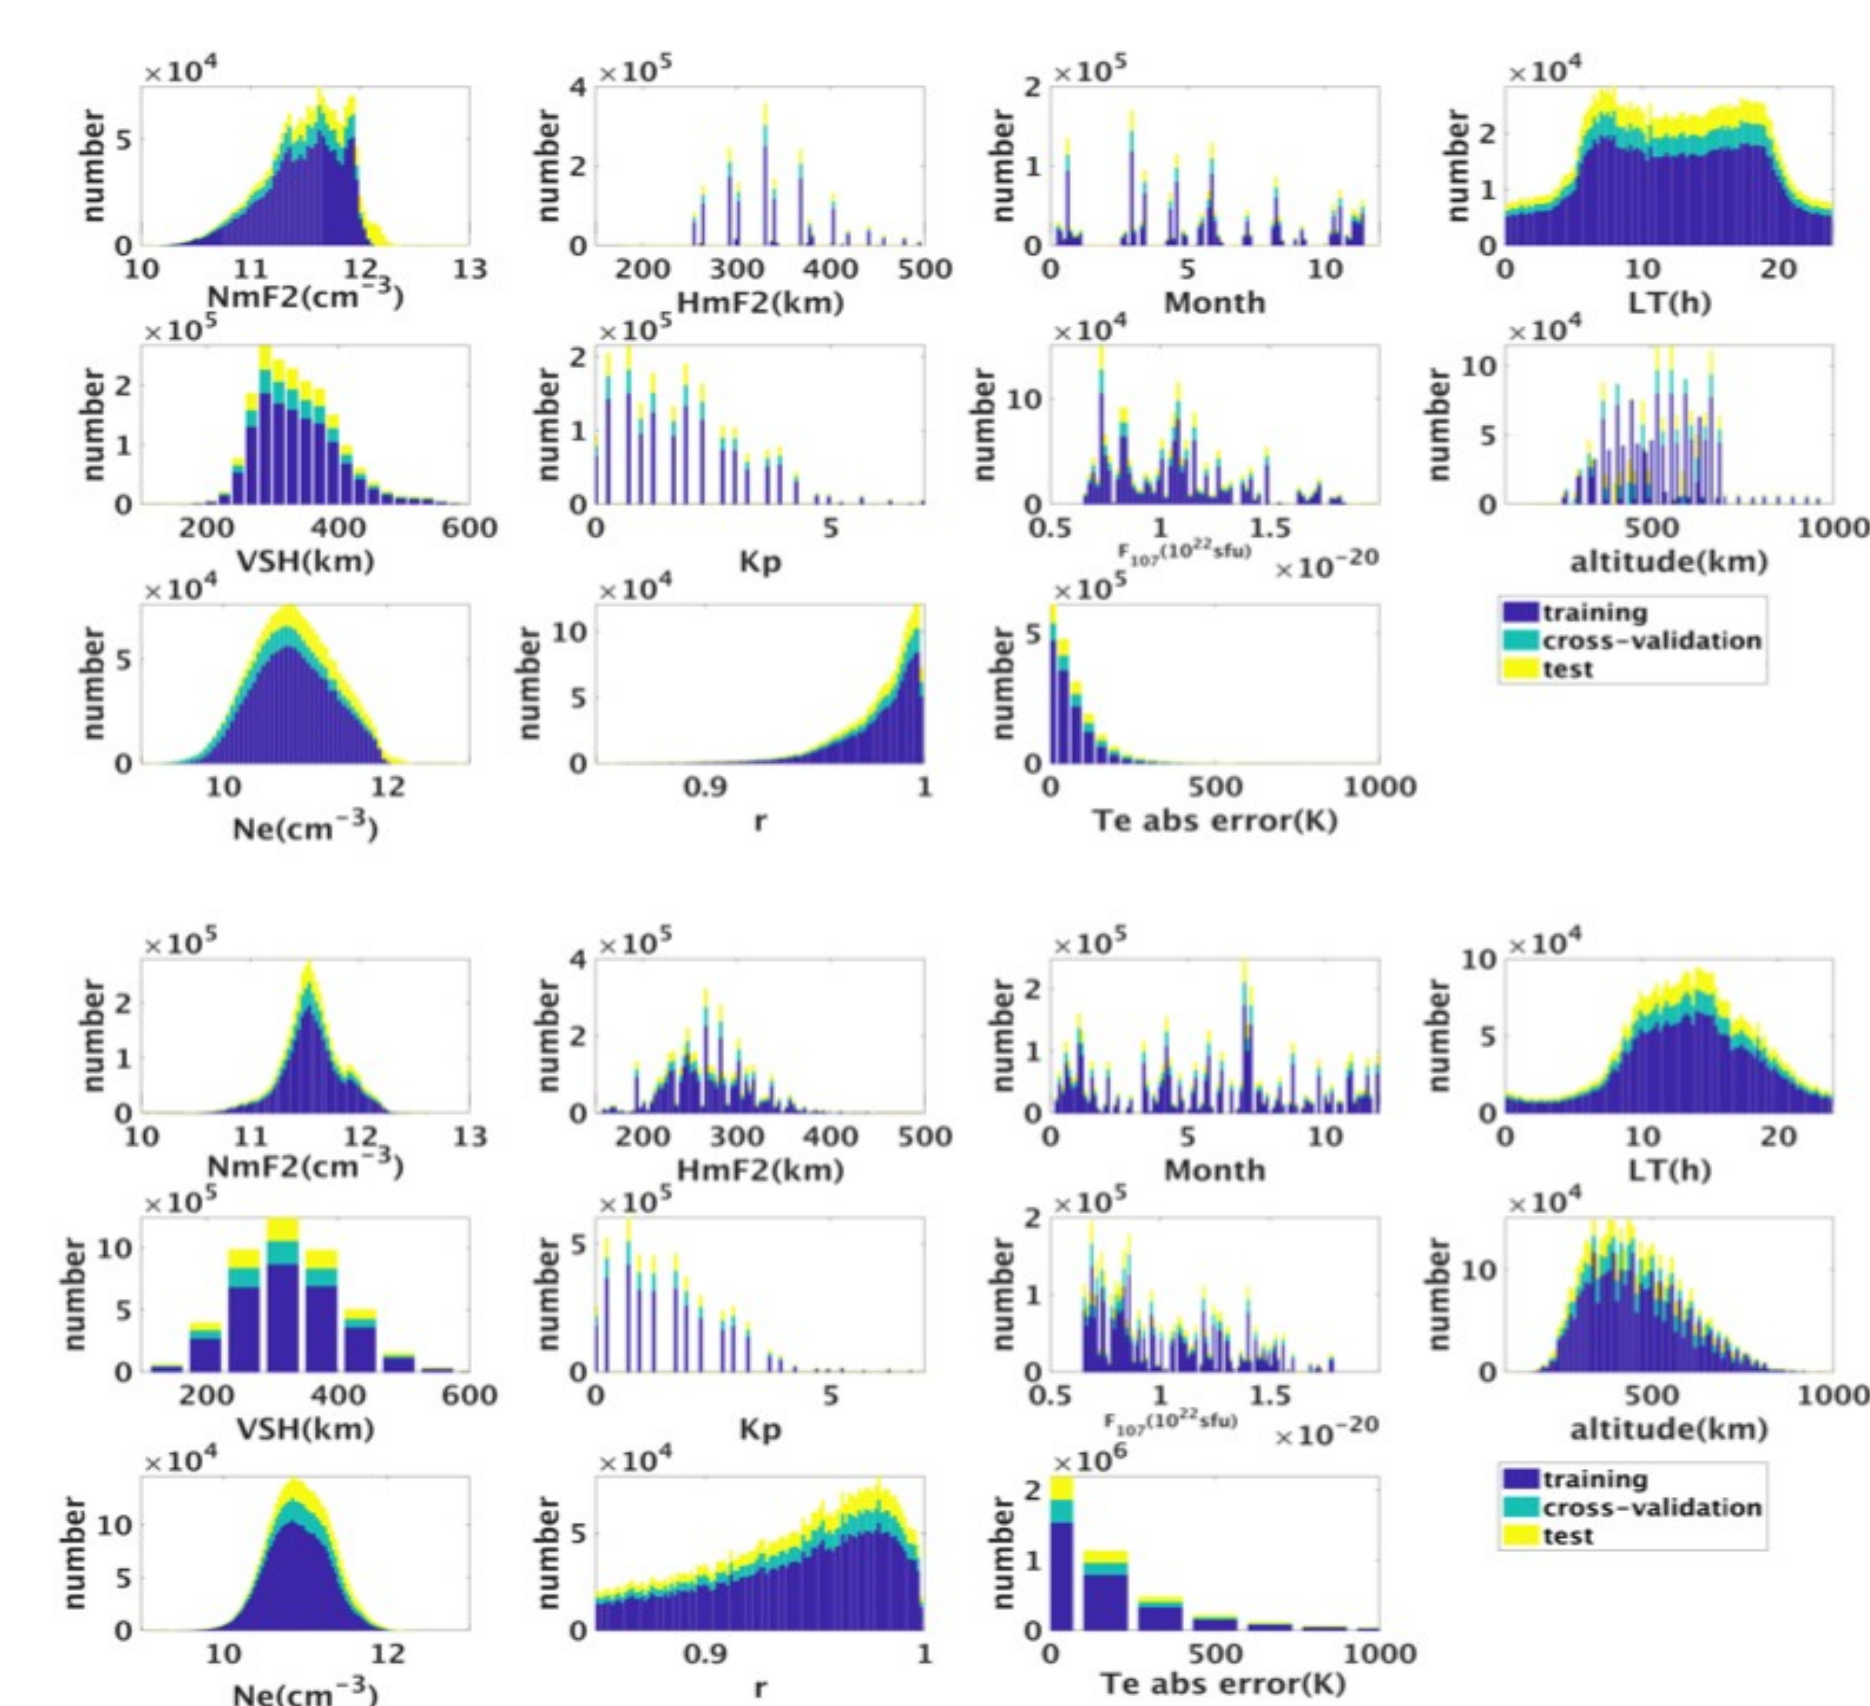 ×10⁴ ×10⁵ ×10⁵ ×10⁴
number 5 0
10 11 12 13
NmF2(cm⁻³)
number 4 2 0
200 300 400 500
HmF2(km)
number 2 1 0
0 5 10
Month
number 2 1 0
0 10 20
LT(h)
×10⁵ ×10⁵ ×10⁴ ×10⁴
number 2 1 0
200 400 600
VSH(km)
number 2 1 0
0 5
Kp
number 10 0
0.5 1 1.5
F₁₀₇(10²²sfu) ×10⁻²⁰
number 10 5 0
500 1000
altitude(km)
×10⁴ ×10⁴ ×10⁵
number 5 0
10 12
Ne(cm⁻³)
number 10 5 0
0.9 1
r
number 5 0
0 500 1000
Te abs error(K)
training
cross-validation
test
×10⁵ ×10⁵ ×10⁵ ×10⁴
number 2 1 0
10 11 12 13
NmF2(cm⁻³)
number 4 2 0
200 300 400 500
HmF2(km)
number 2 1 0
0 5 10
Month
number 10 5 0
0 10 20
LT(h)
×10⁵ ×10⁵ ×10⁵ ×10⁴
number 10 5 0
200 400 600
VSH(km)
number 5 0
0 5
Kp
number 2 1 0
0.5 1 1.5
F₁₀₇(10²²sfu) ×10⁻²⁰
number 10 0
500 1000
altitude(km)
×10⁴ ×10⁴ ×10⁶
number 10 5 0
10 12
Ne(cm⁻³)
number 5 0
0.9 1
r
number 2 1 0
0 500 1000
Te abs error(K)
training
cross-validation
test